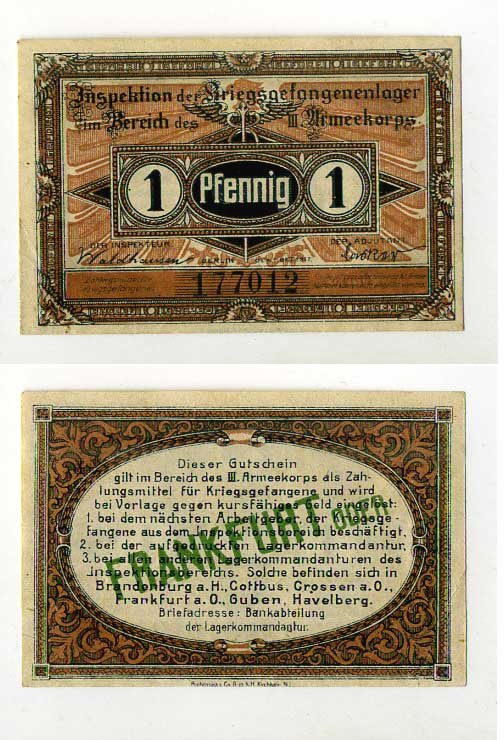 Inspektion der Kriegsgefangenenlager
im Bereich des III. Armeekorps.
1 Pfennig 1
DER INSPEKTEUR DER ADJUTANT
BERLIN
177012
Dieser Gutschein
gilt im Bereich des III. Armeekorps als Zah-
lungsmittel für Kriegsgefangene und wird
bei Vorlage gegen kursfähiges Geld eingelöst:
1. bei dem nächsten Arbeitgeber, der Kriegsge-
fangene aus dem Inspektionsbereich beschäftigt,
2. bei der aufgedruckten Lagerkommandantur,
3. bei allen anderen Lagerkommandanturen des
Inspektionsbereichs. Solche befinden sich in
Brandenburg a.H., Cottbus, Crossen a.O.,
Frankfurt a.O., Guben, Havelberg.
Briefadresse: Bankabteilung
der Lagerkommandantur.
FRANKFURT ODER